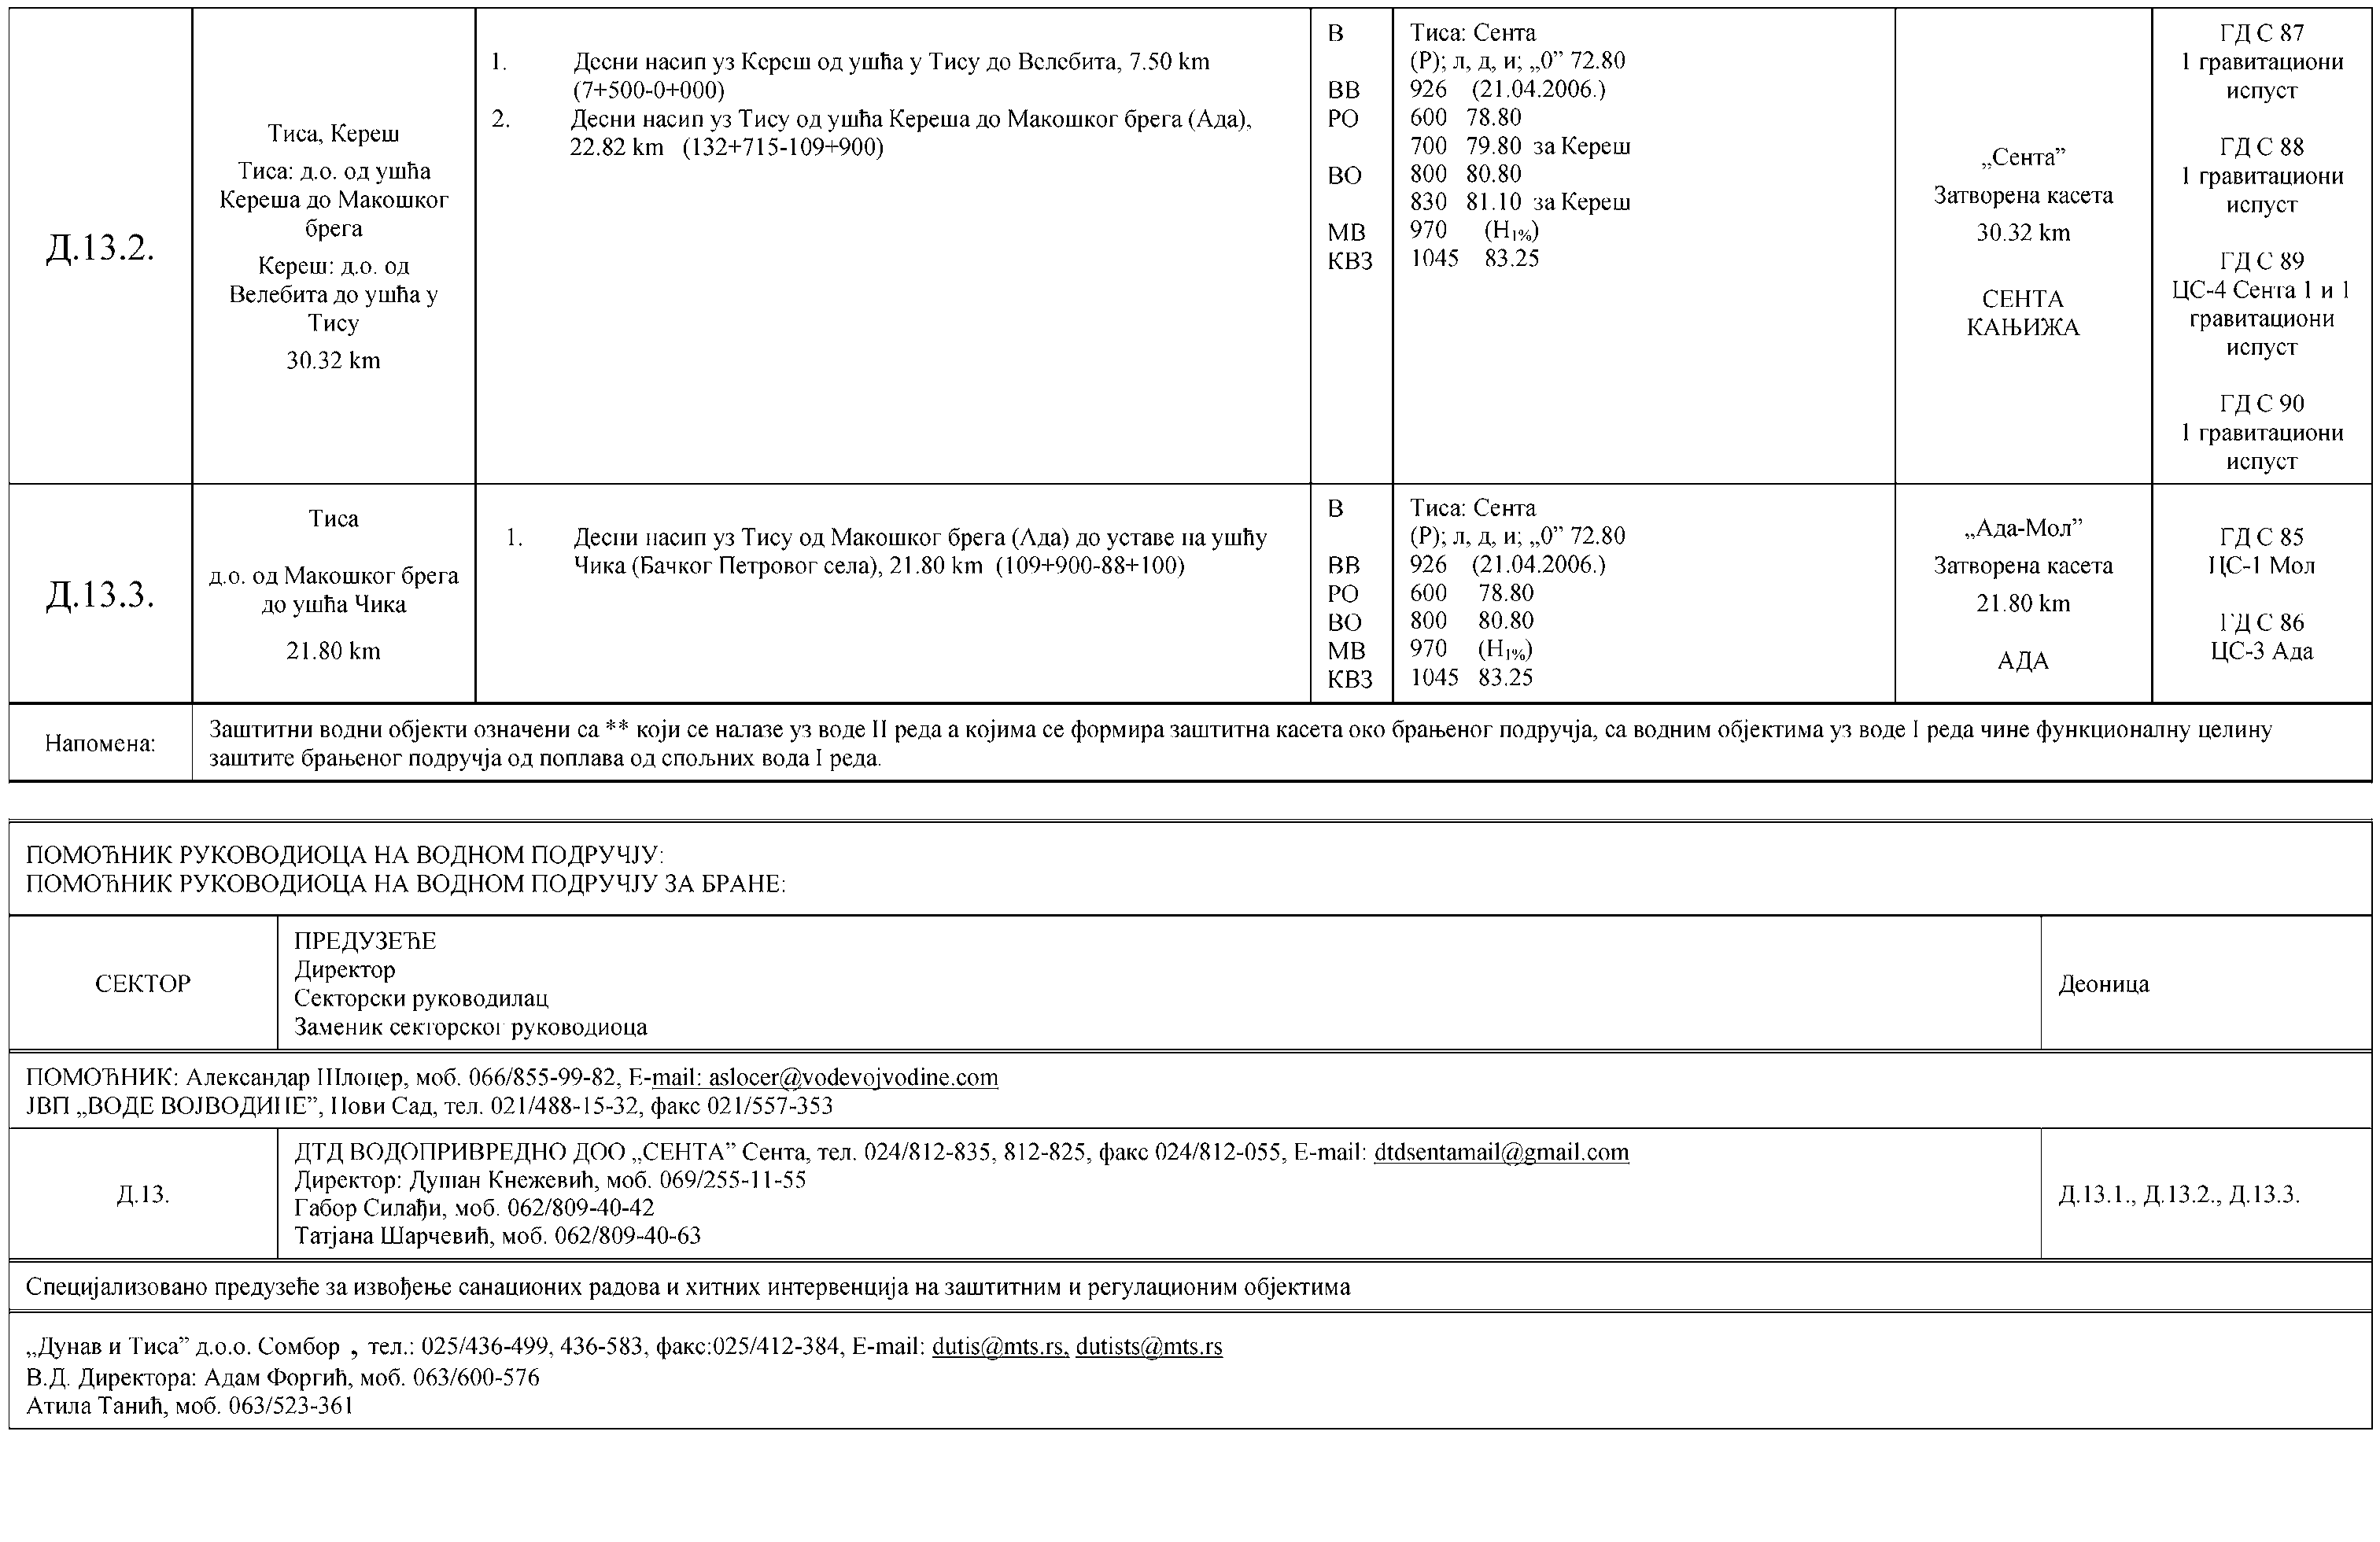 Д.13.2.
Тиса, Кереш
Тиса: д.о. од ушћа
Кереша до Макошког
брега
Кереш: д.о. од
Велебита до ушћа у
Тису
30.32 km
1. Десни насип уз Кереш од ушћа у Тису до Велебита, 7.50 km
(7+500-0+000)
2. Десни насип уз Тису од ушћа Кереша до Макошког брега (Ада),
22.82 km (132+715-109+900)
В Тиса: Сента
(Р); л, д, и; „0” 72.80
ВВ 926 (21.04.2006.)
РО 600 78.80
700 79.80 за Кереш
ВО 800 80.80
830 81.10 за Кереш
МВ 970 (H1%)
КВЗ 1045 83.25
„Сента”
Затворена касета
30.32 km
СЕНТА
КАЊИЖА
ГД С 87
1 гравитациони
испуст
ГД С 88
1 гравитациони
испуст
ГД С 89
ЦС-4 Сента 1 и 1
гравитациони
испуст
ГД С 90
1 гравитациони
испуст
Д.13.3.
Тиса
д.о. од Макошког брега
до ушћа Чика
21.80 km
1. Десни насип уз Тису од Макошког брега (Ада) до уставе на ушћу
Чика (Бачког Петровог села), 21.80 km (109+900-88+100)
В Тиса: Сента
(Р); л, д, и; „0” 72.80
ВВ 926 (21.04.2006.)
РО 600 78.80
ВО 800 80.80
МВ 970 (H1%)
КВЗ 1045 83.25
„Ада-Мол”
Затворена касета
21.80 km
АДА
ГД С 85
ЦС-1 Мол
ГД С 86
ЦС-3 Ада
Напомена:
Заштитни водни објекти означени са ** који се налазе уз воде II реда а којима се формира заштитна касета око брањеног подручја, са водним објектима уз воде I реда чине функционалну целину
заштите брањеног подручја од поплава од спољних вода I реда.
ПОМОЋНИК РУКОВОДИОЦА НА ВОДНОМ ПОДРУЧЈУ:
ПОМОЋНИК РУКОВОДИОЦА НА ВОДНОМ ПОДРУЧЈУ ЗА БРАНЕ:
СЕКТОР
ПРЕДУЗЕЋЕ
Директор
Секторски руководилац
Заменик секторског руководиоца
Деоница
ПОМОЋНИК: Александар Шлоцер, моб. 066/855-99-82, E-mail: aslocer@vodevojvodine.com
ЈВП „ВОДЕ ВОЈВОДИНЕ”, Нови Сад, тел. 021/488-15-32, факс 021/557-353
Д.13.
ДТД ВОДОПРИВРЕДНО ДОО „СЕНТА” Сента, тел. 024/812-835, 812-825, факс 024/812-055, E-mail: dtdsentamail@gmail.com
Директор: Душан Кнежевић, моб. 069/255-11-55
Габор Силађи, моб. 062/809-40-42
Татјана Шарчевић, моб. 062/809-40-63
Д.13.1., Д.13.2., Д.13.3.
Специјализовано предузеће за извођење санационих радова и хитних интервенција на заштитним и регулационим објектима
„Дунав и Тиса” д.о.о. Сомбор , тел.: 025/436-499, 436-583, факс:025/412-384, E-mail: dutis@mts.rs, dutists@mts.rs
В.Д. Директора: Адам Форгић, моб. 063/600-576
Атила Танић, моб. 063/523-361